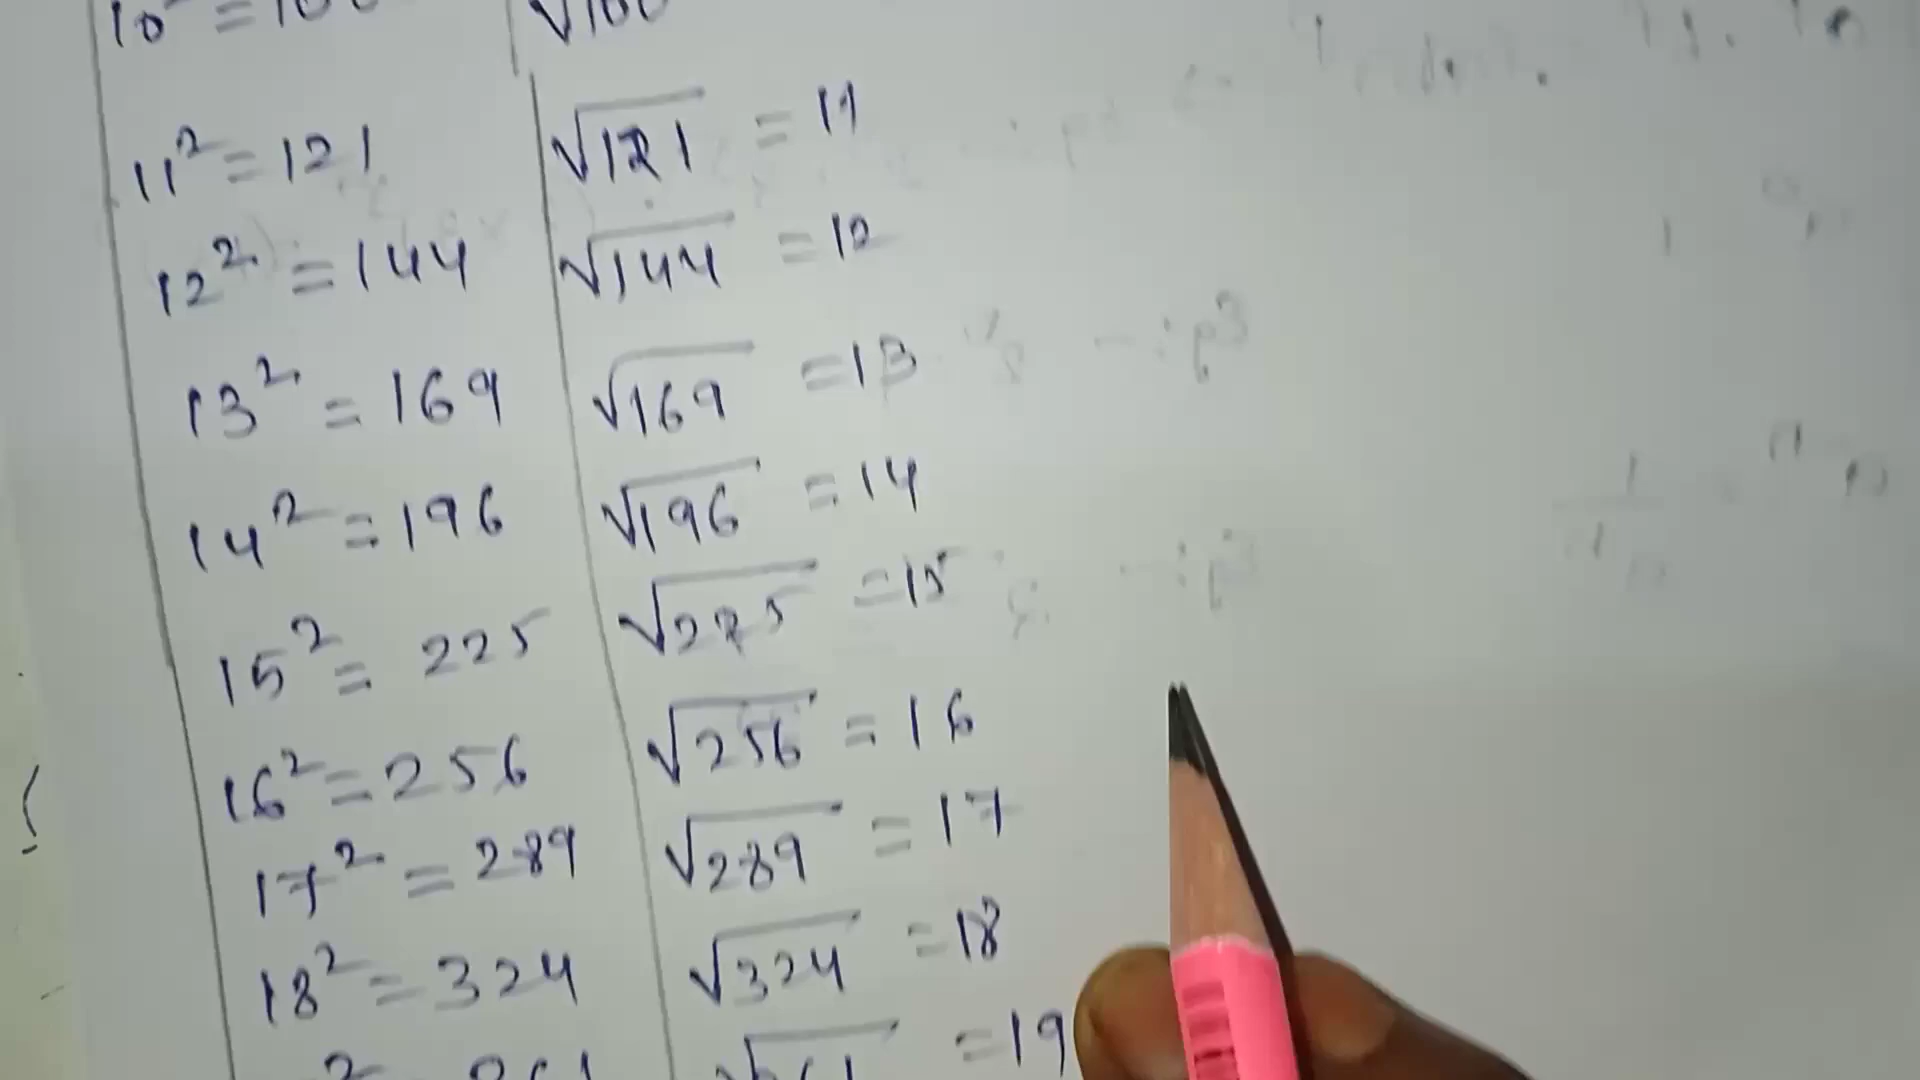 11² = 121 √121 = 11
12² = 144 √144 = 12
13² = 169 √169 = 13
14² = 196 √196 = 14
15² = 225 √225 = 15
16² = 256 √256 = 16
17² = 289 √289 = 17
18² = 324 √324 = 18
= 19